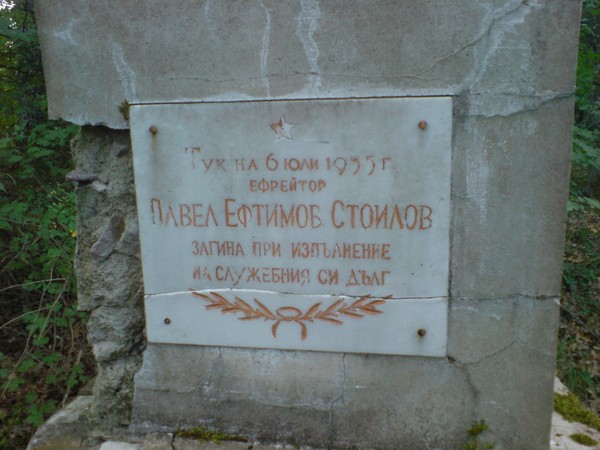 Тук на 6 юли 1955 г.
ефрейтор
Павел Ефтимов Стоилов
загина при изпълнение
на служебния си дълг